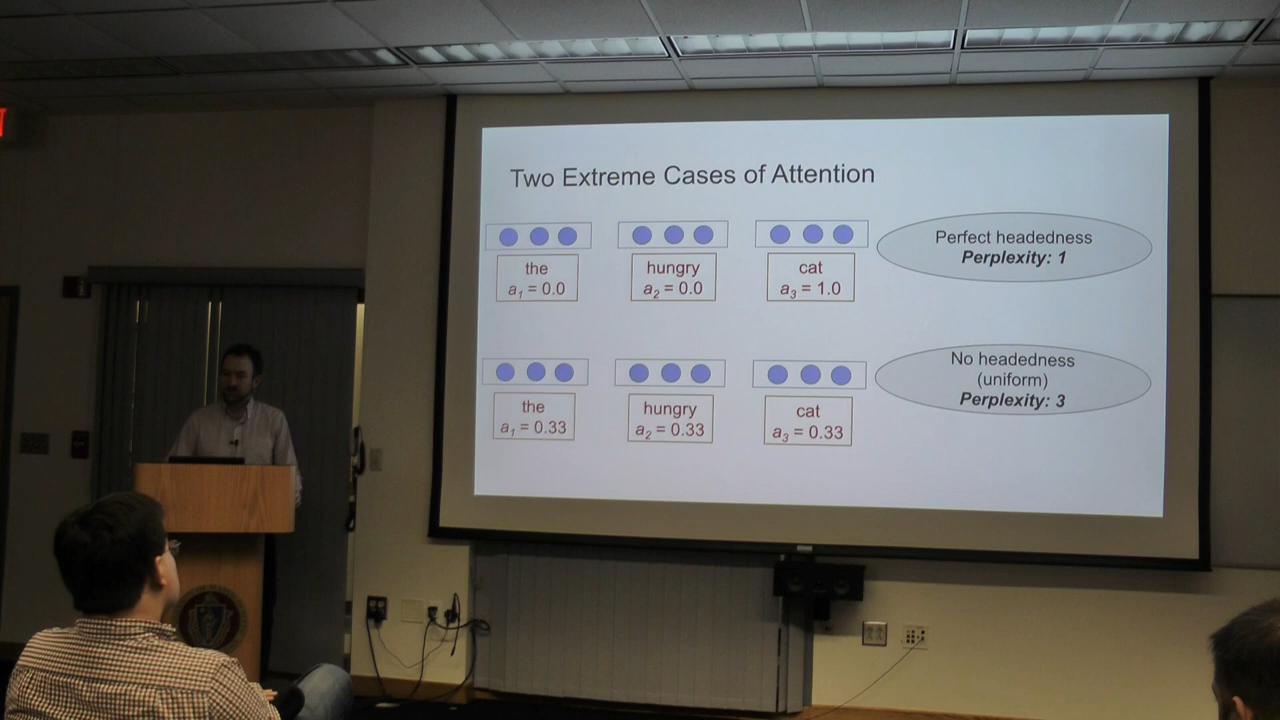 Two Extreme Cases of Attention
the
a₁ = 0.0
hungry
a₂ = 0.0
cat
a₃ = 1.0
Perfect headedness
Perplexity: 1
the
a₁ = 0.33
hungry
a₂ = 0.33
cat
a₃ = 0.33
No headedness
(uniform)
Perplexity: 3